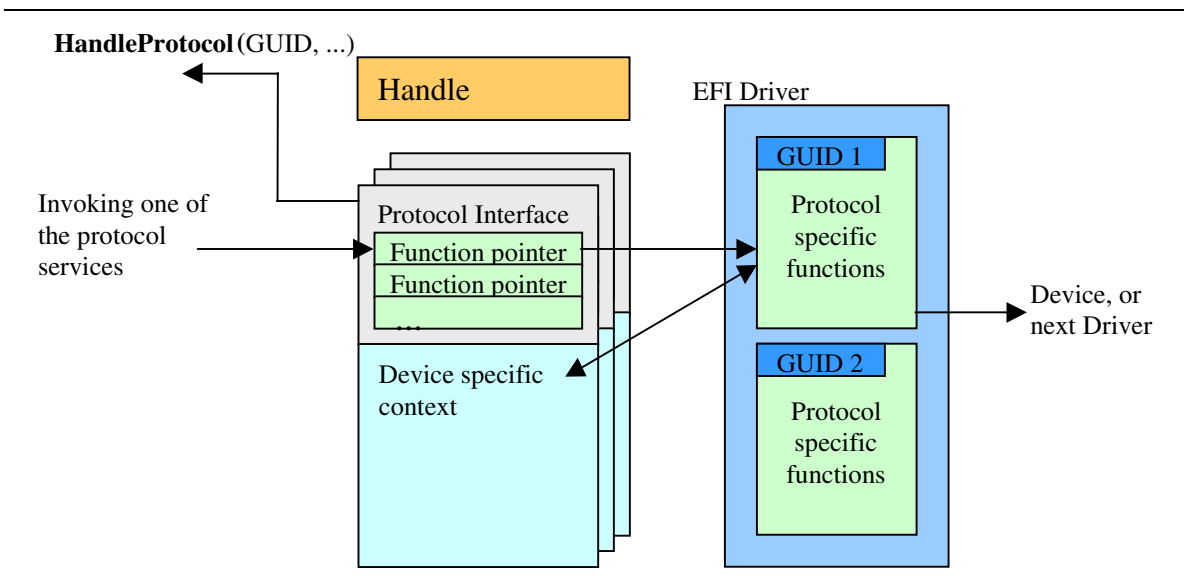 HandleProtocol (GUID, ...)
Handle
EFI Driver
GUID 1
Protocol
specific
functions
Invoking one of
the protocol
services
Protocol Interface
Function pointer
Function pointer
...
Device, or
next Driver
Device specific
context
GUID 2
Protocol
specific
functions